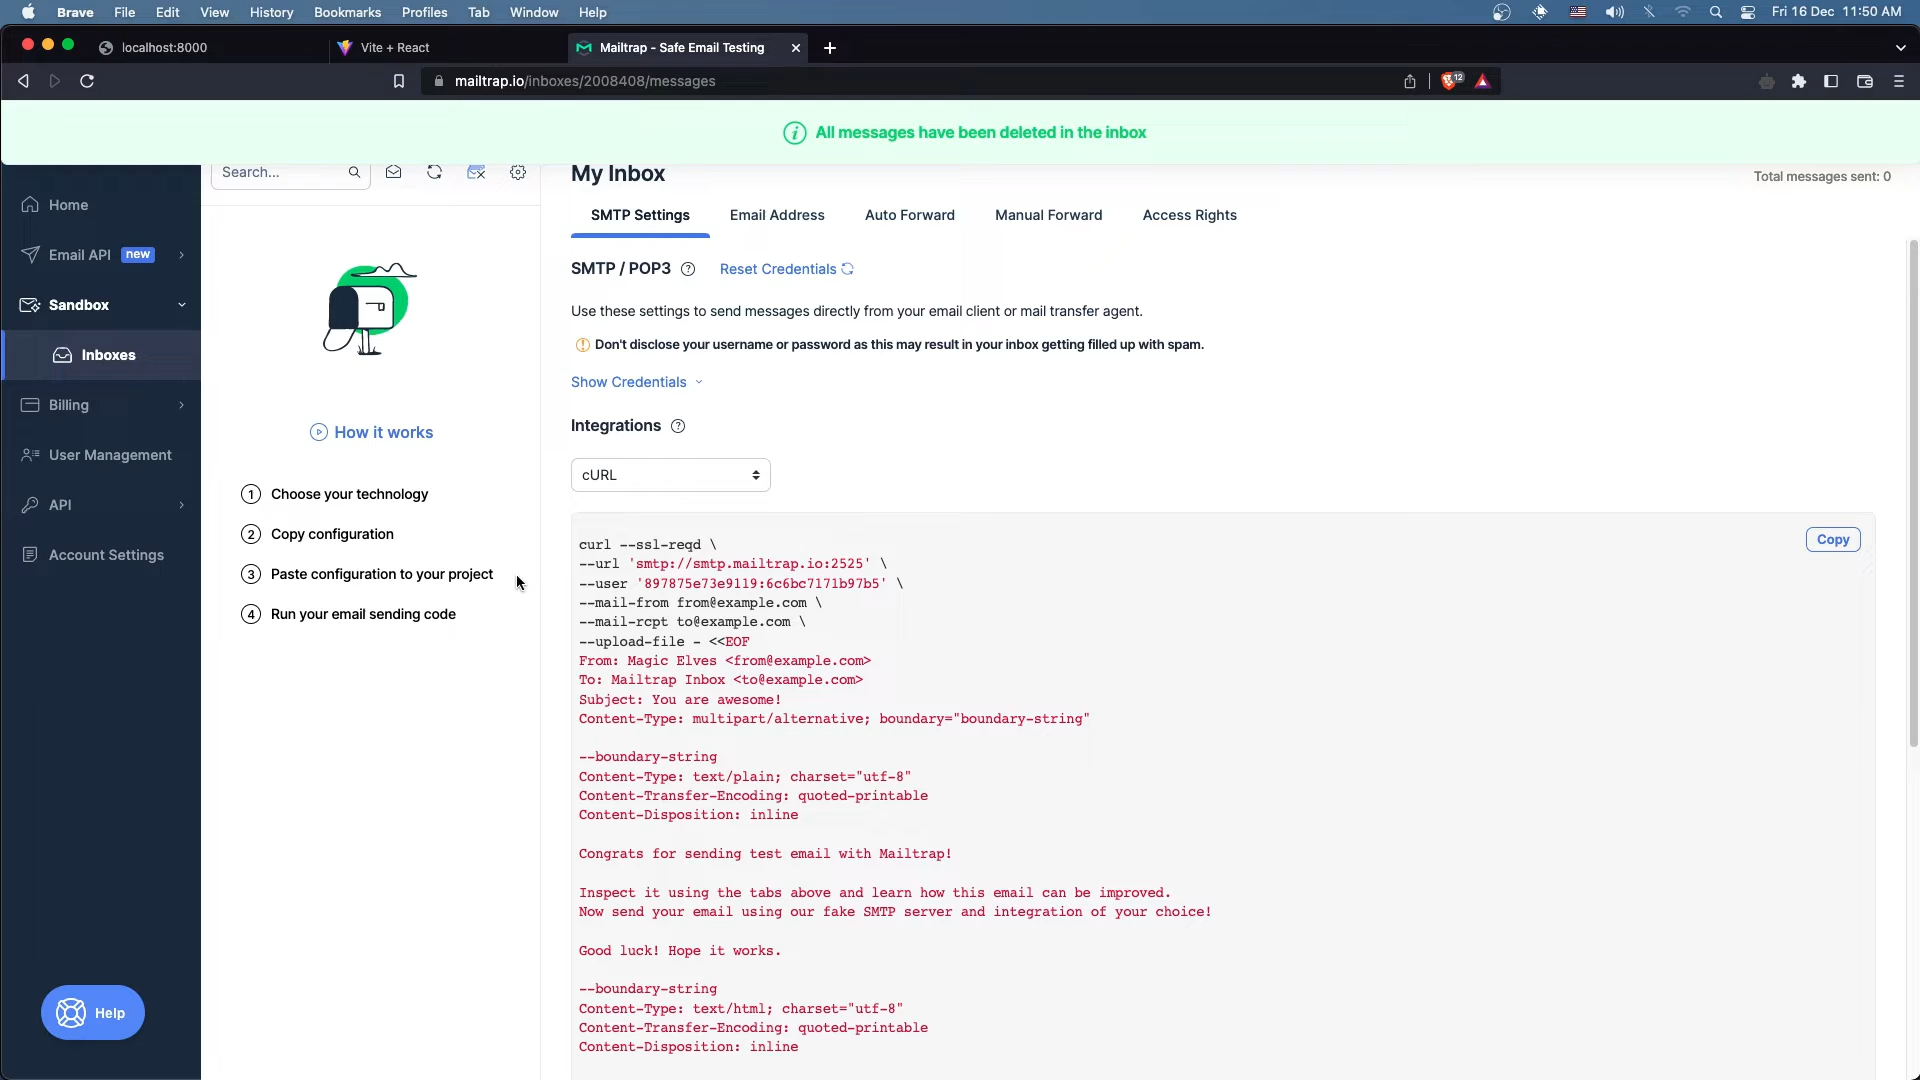 Brave File Edit View History Bookmarks Profiles Tab Window Help Fri 16 Dec 11:50 AM
localhost:8000 Vite + React Mailtrap - Safe Email Testing
mailtrap.io/inboxes/2008408/messages 12
All messages have been deleted in the inbox
Search...
My Inbox
Total messages sent: 0
Home
Email API new
Sandbox
Inboxes
Billing
User Management
API
Account Settings
Help
How it works
1 Choose your technology
2 Copy configuration
3 Paste configuration to your project
4 Run your email sending code
SMTP Settings Email Address Auto Forward Manual Forward Access Rights
SMTP / POP3 ? Reset Credentials
Use these settings to send messages directly from your email client or mail transfer agent.
Don't disclose your username or password as this may result in your inbox getting filled up with spam.
Show Credentials
Integrations ?
cURL
Copy
curl --ssl-reqd \
--url 'smtp://smtp.mailtrap.io:2525' \
--user '897875e73e9119:6c6bc7171b97b5' \
--mail-from from@example.com \
--mail-rcpt to@example.com \
--upload-file - <<EOF
From: Magic Elves <from@example.com>
To: Mailtrap Inbox <to@example.com>
Subject: You are awesome!
Content-Type: multipart/alternative; boundary="boundary-string"
--boundary-string
Content-Type: text/plain; charset="utf-8"
Content-Transfer-Encoding: quoted-printable
Content-Disposition: inline
Congrats for sending test email with Mailtrap!
Inspect it using the tabs above and learn how this email can be improved.
Now send your email using our fake SMTP server and integration of your choice!
Good luck! Hope it works.
--boundary-string
Content-Type: text/html; charset="utf-8"
Content-Transfer-Encoding: quoted-printable
Content-Disposition: inline